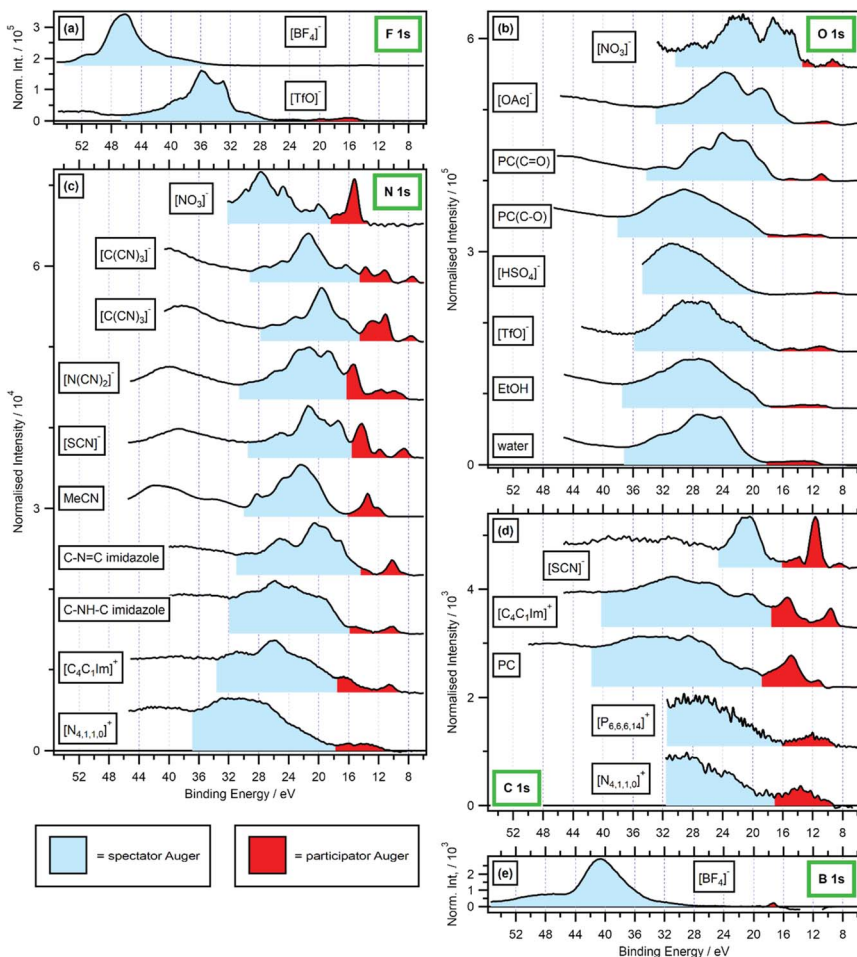 (a)
F 1s
[BF4]-
[TfO]-
Norm. Int. / 10^5
3
2
1
0
52 48 44 40 36 32 28 24 20 16 12 8
(c)
N 1s
[NO3]-
[C(CN)3]-
[C(CN)3]-
[N(CN)2]-
[SCN]-
MeCN
C-N=C imidazole
C-NH-C imidazole
[C4C1Im]+
[N4,1,1,0]+
Normalised Intensity / 10^4
6
3
0
52 48 44 40 36 32 28 24 20 16 12 8
Binding Energy / eV
= spectator Auger
= participator Auger
(b)
O 1s
[NO3]-
[OAc]-
PC(C=O)
PC(C-O)
[HSO4]-
[TfO]-
EtOH
water
Normalised Intensity / 10^5
6
3
0
52 48 44 40 36 32 28 24 20 16 12 8
(d)
[SCN]-
[C4C1Im]+
PC
[P6,6,6,14]+
C 1s
[N4,1,1,0]+
Normalised Intensity / 10^3
4
2
0
52 48 44 40 36 32 28 24 20 16 12 8
(e)
[BF4]-
B 1s
Norm. Int, / 10^3
2
1
0
52 48 44 40 36 32 28 24 20 16 12 8
Binding Energy / eV